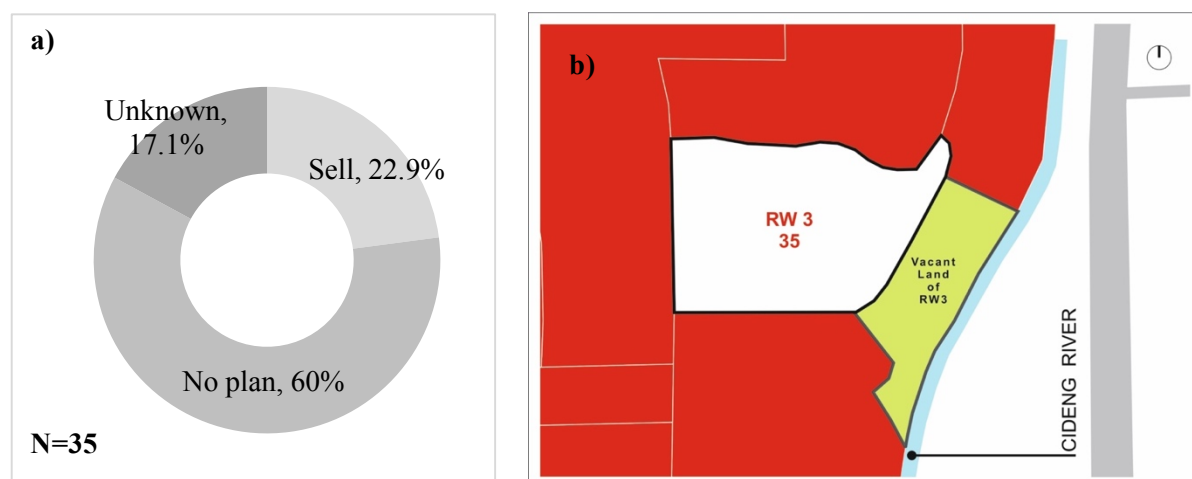 a)
Unknown,
17.1%
Sell, 22.9%
No plan, 60%
N=35
b)
RW 3
35
Vacant
Land
of
RW3
CIDENG RIVER